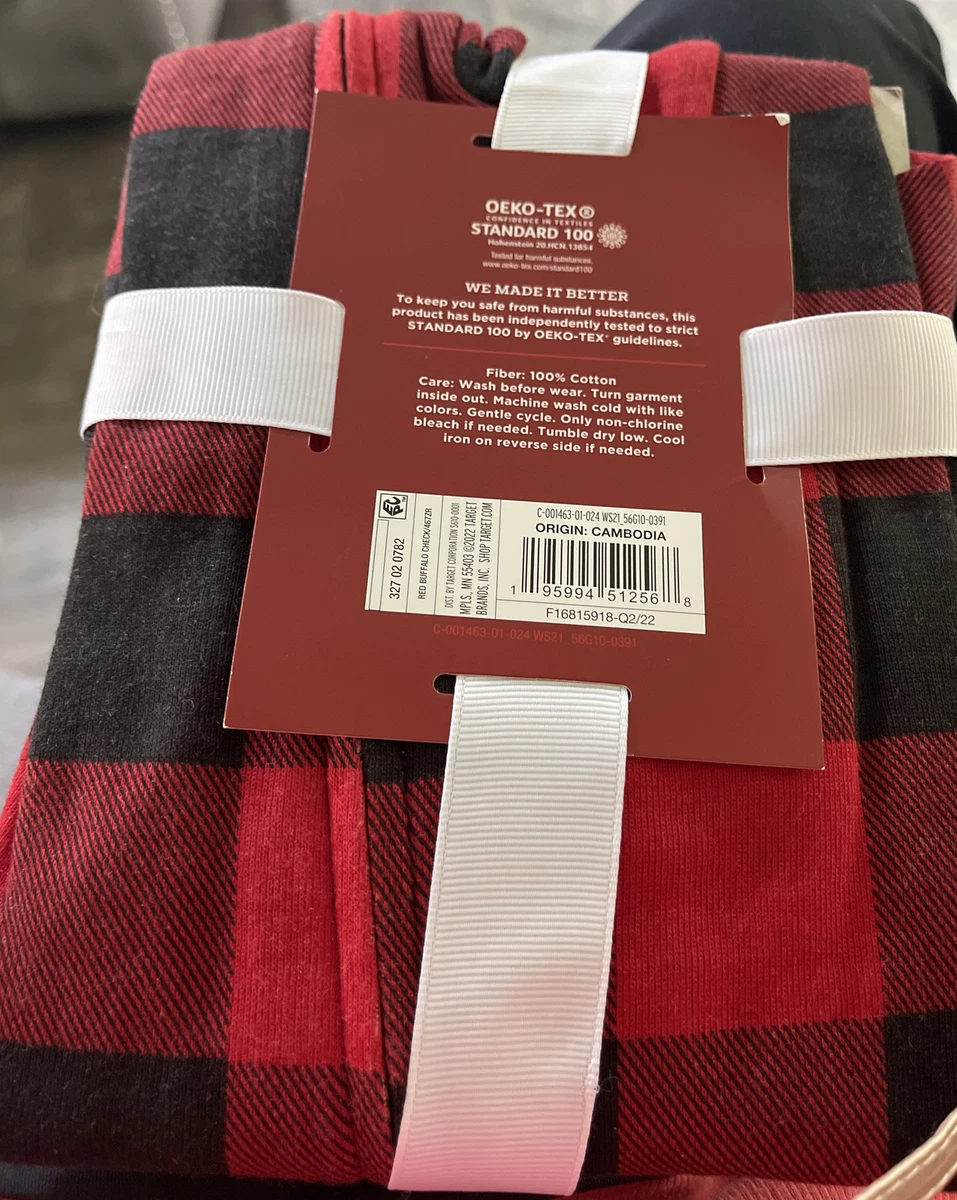 OEKO-TEX®
CONFIDENCE IN TEXTILES
STANDARD 100
Hohenstein 20.HCN.13854
Tested for harmful substances.
www.oeko-tex.com/standard100
WE MADE IT BETTER
To keep you safe from harmful substances, this
product has been independently tested to strict
STANDARD 100 by OEKO-TEX® guidelines.
Fiber: 100% Cotton
Care: Wash before wear. Turn garment
inside out. Machine wash cold with like
colors. Gentle cycle. Only non-chlorine
bleach if needed. Tumble dry low. Cool
iron on reverse side if needed.
EPC™
327 02 0782
RED BUFFALO CHECK/467ZR
DIST. BY TARGET CORPORATION 5610-0001
MPLS, MN 55403 ©2022 TARGET
BRANDS, INC. SHOPTARGET.COM
C-001463-01-024 WS21_56G10-0391
ORIGIN: CAMBODIA
1 95994 51256 8
F16815918-Q2/22
C-001463-01-024 WS21_56G10-0391